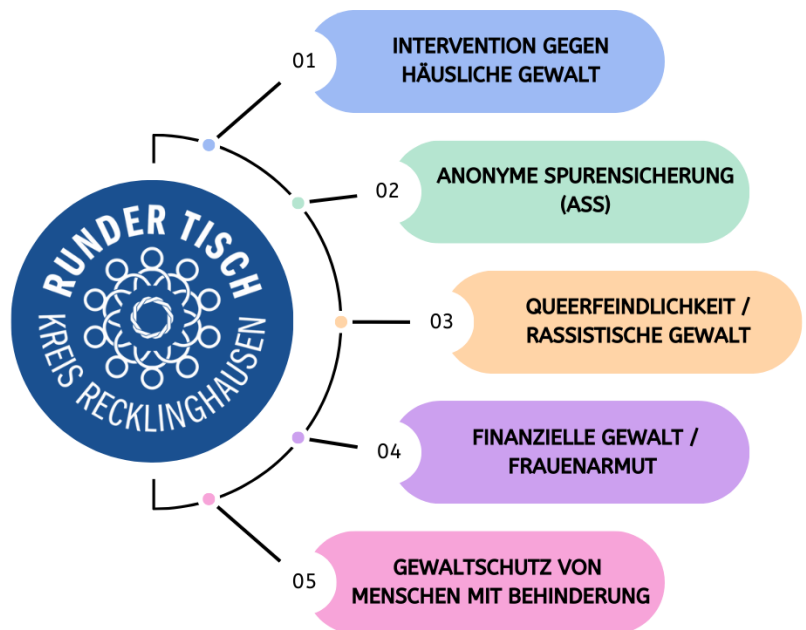 01
INTERVENTION GEGEN
HÄUSLICHE GEWALT
02
ANONYME SPURENSICHERUNG
(ASS)
RUNDER TISCH
KREIS RECKLINGHAUSEN
03
QUEERFEINDLICHKEIT /
RASSISTISCHE GEWALT
04
FINANZIELLE GEWALT /
FRAUENARMUT
05
GEWALTSCHUTZ VON
MENSCHEN MIT BEHINDERUNG